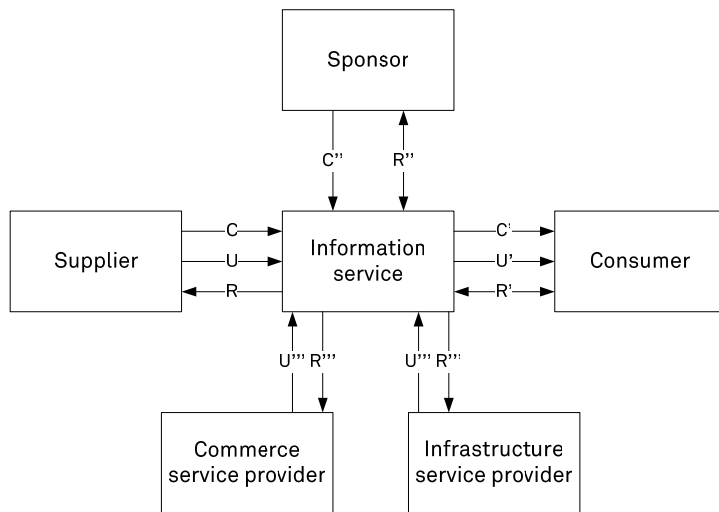 Sponsor
C'' R''
Supplier
C
U
R
Information
service
C'
U'
R'
Consumer
U''' R''' U''' R'''
Commerce
service provider
Infrastructure
service provider